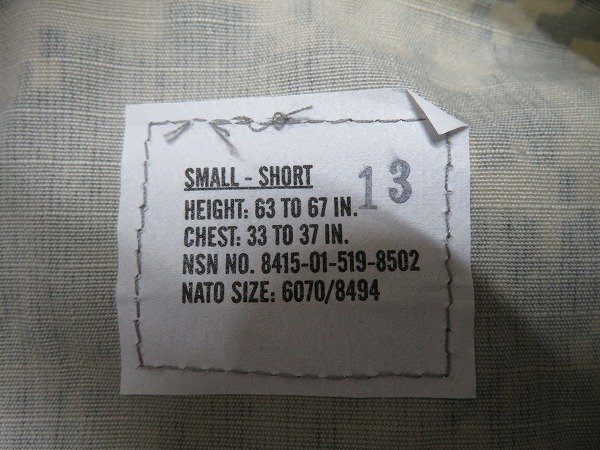 SMALL - SHORT
13
HEIGHT: 63 TO 67 IN.
CHEST: 33 TO 37 IN.
NSN NO. 8415-01-519-8502
NATO SIZE: 6070/8494